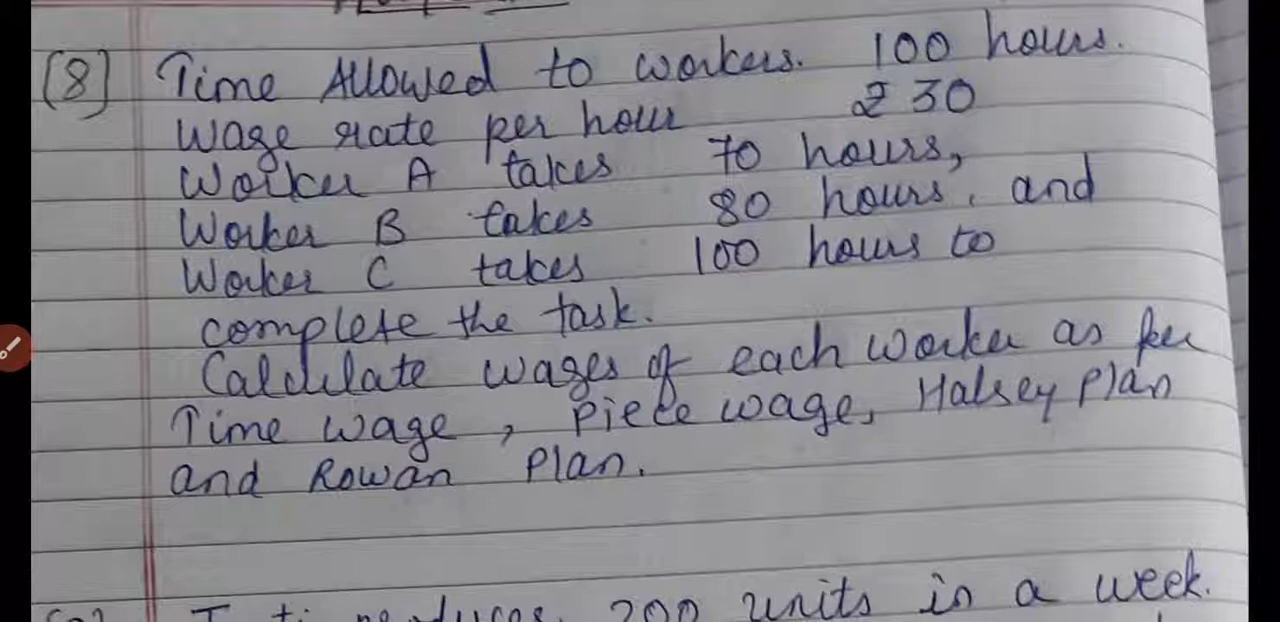 (8) Time Allowed to workers. 100 hours.
Wage rate per hour ₹ 30
Worker A takes 70 hours,
Worker B takes 80 hours, and
Worker C takes 100 hours to
complete the task.
Calculate wages of each worker as per
Time wage, piece wage, Halsey Plan
and Rowan Plan.
200 units in a week.